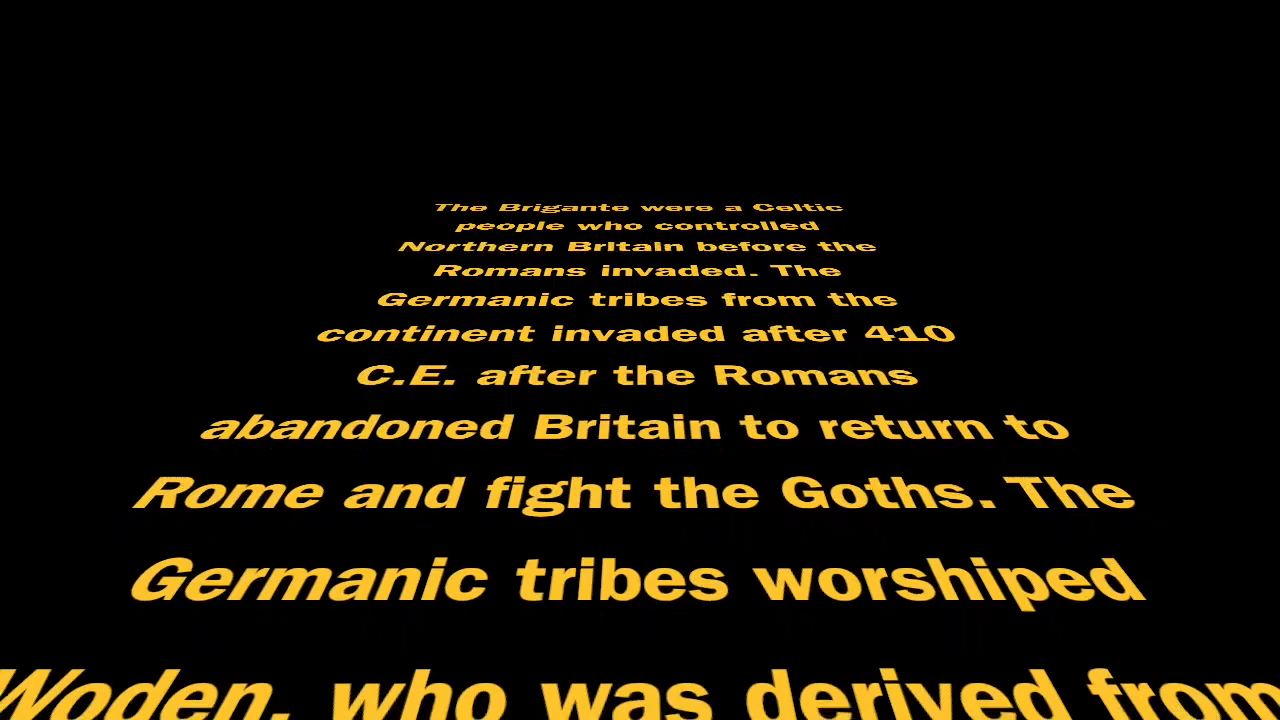 The Brigante were a Celtic
people who controlled
Northern Britain before the
Romans invaded. The
Germanic tribes from the
continent invaded after 410
C.E. after the Romans
abandoned Britain to return to
Rome and fight the Goths. The
Germanic tribes worshiped
Woden, who was derived from